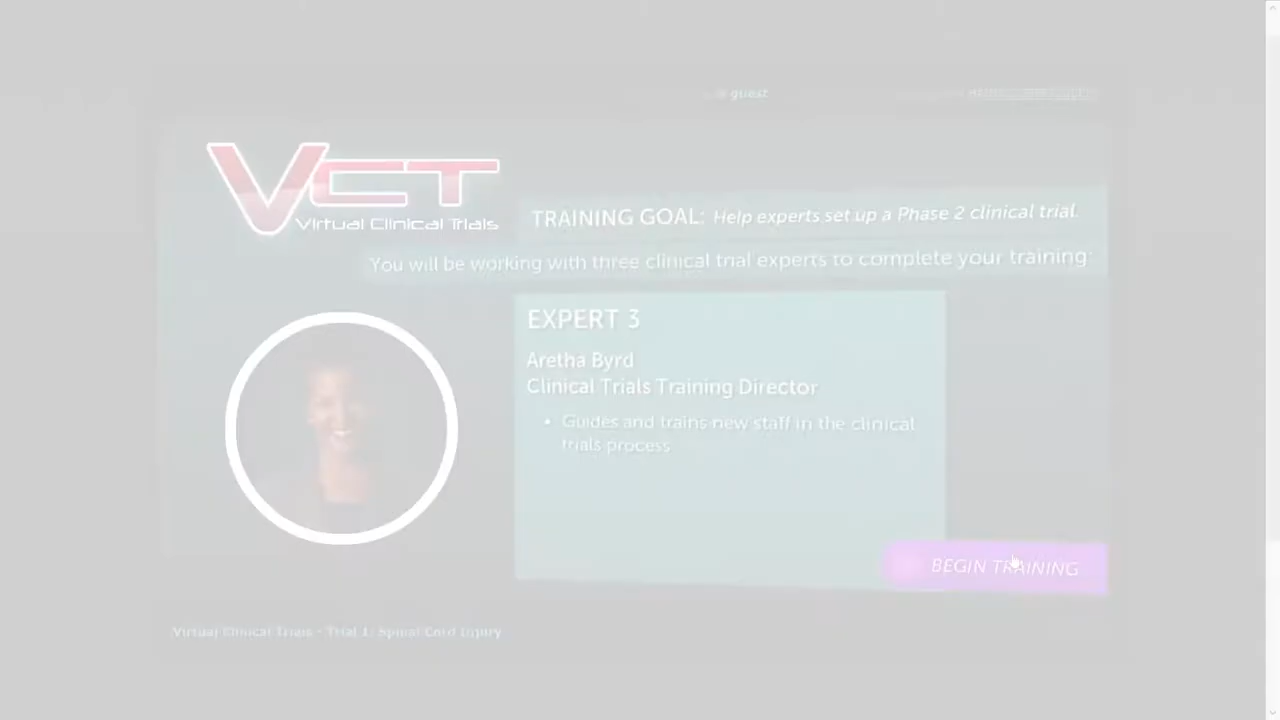 guest
VCT
Virtual Clinical Trials
TRAINING GOAL: Help experts set up a Phase 2 clinical trial.
You will be working with three clinical trial experts to complete your training:
EXPERT 3
Aretha Byrd
Clinical Trials Training Director
• Guides and trains new staff in the clinical
trials process
BEGIN TRAINING
Virtual Clinical Trials • Trial 1: Spinal Cord Injury